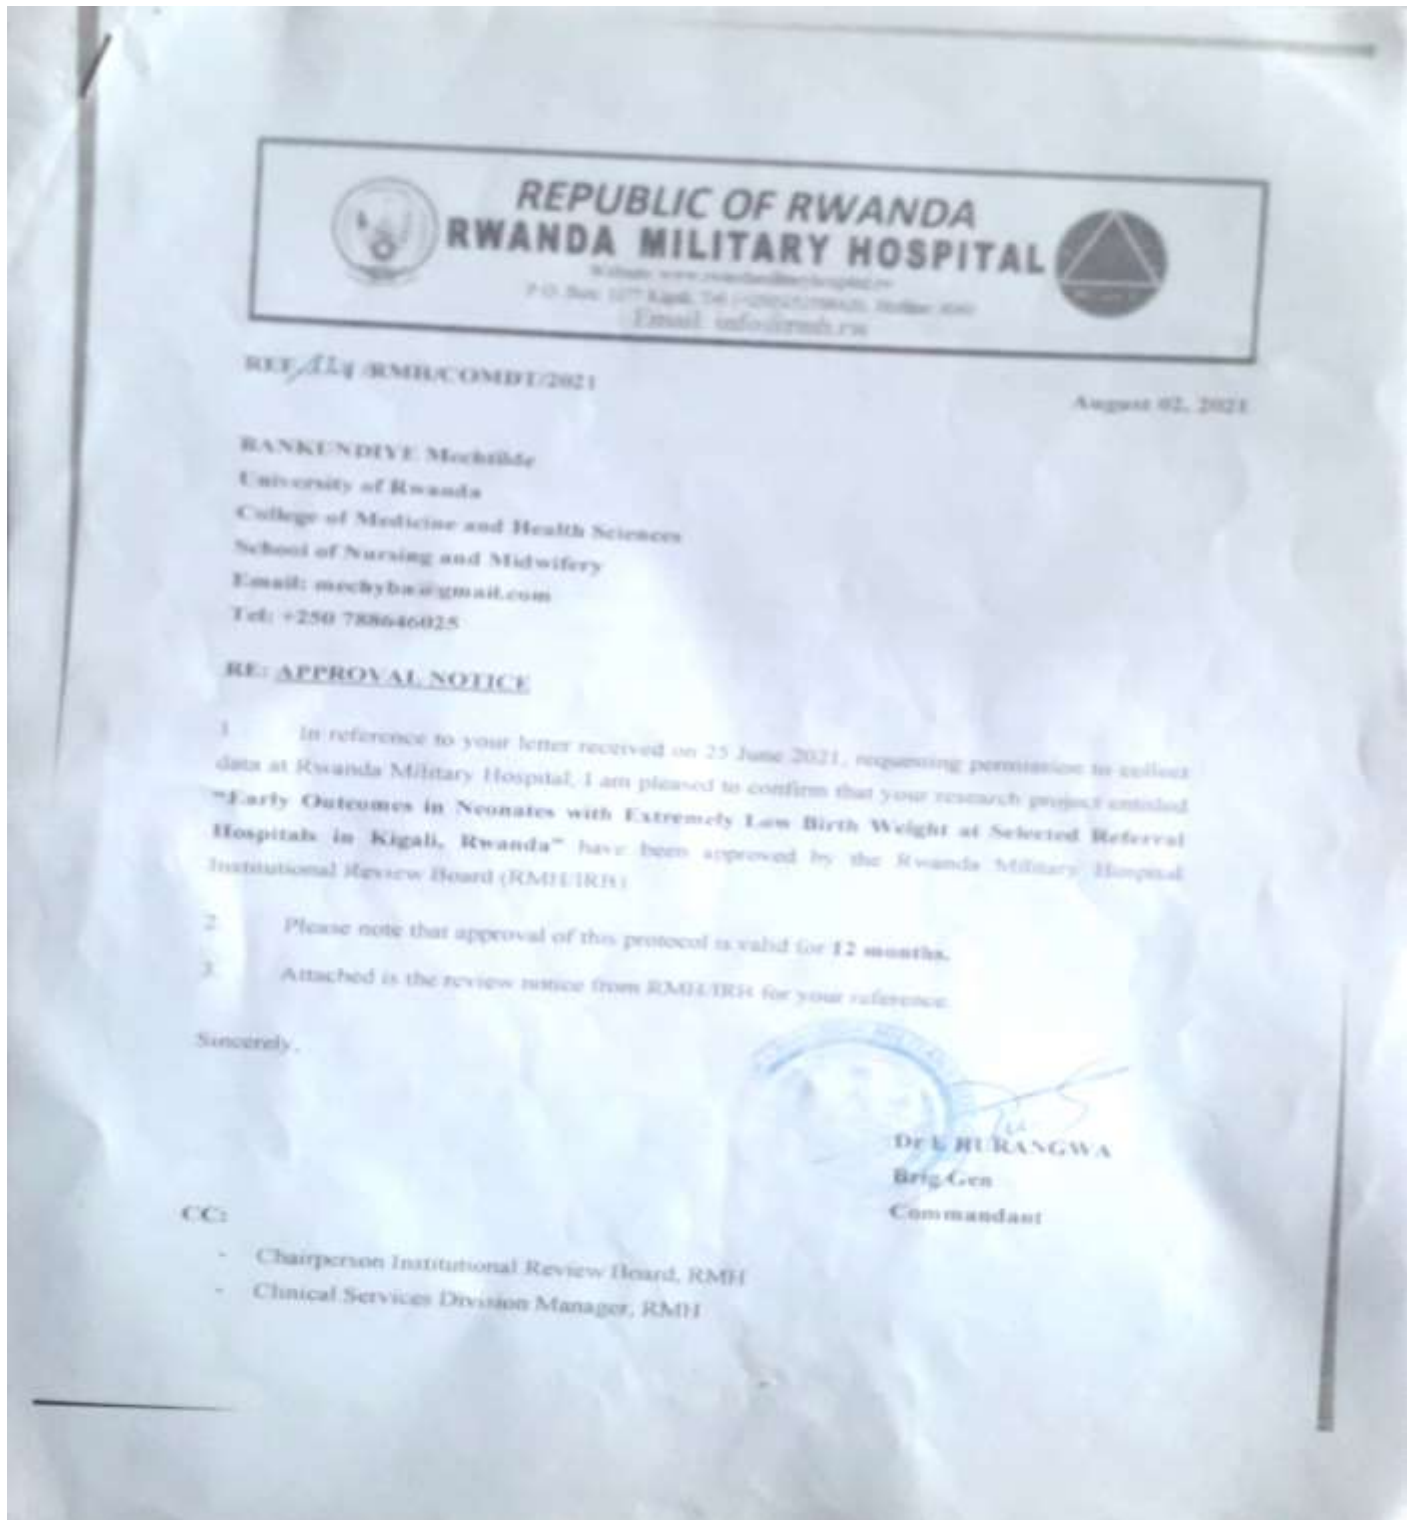 REPUBLIC OF RWANDA
RWANDA MILITARY HOSPITAL
Website: www.rwandamilitaryhospital.rw
P.O. Box: Kigali, Tel:
Email: info@rmh.rw
REF/ /RMH/COMDT/2021
August 02, 2021
BANKUNDIYE Mechtilde
University of Rwanda
College of Medicine and Health Sciences
School of Nursing and Midwifery
Email: mechyba@gmail.com
Tel: +250 788646025
RE: APPROVAL NOTICE
1. In reference to your letter received on 25 June 2021, requesting permission to collect
data at Rwanda Military Hospital, I am pleased to confirm that your research project entitled
"Early Outcomes in Neonates with Extremely Low Birth Weight at Selected Referral
Hospitals in Kigali, Rwanda" have been approved by the Rwanda Military Hospital
Institutional Review Board (RMH/IRB)
2. Please note that approval of this protocol is valid for 12 months.
3. Attached is the review notice from RMH/IRB for your reference.
Sincerely,
Dr RURANGWA
Brig Gen
Commandant
CC:
- Chairperson Institutional Review Board, RMH
- Clinical Services Division Manager, RMH